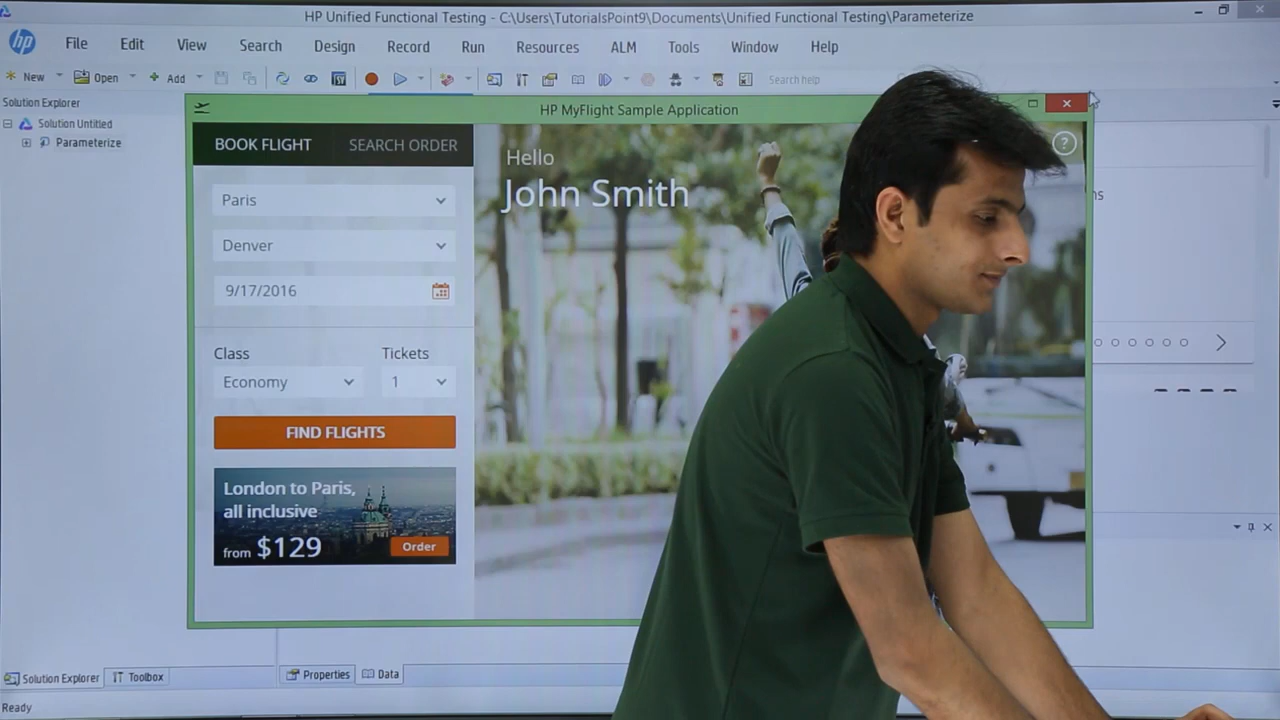 HP Unified Functional Testing - C:\Users\TutorialsPoint9\Documents\Unified Functional Testing\Parameterize
hp
File Edit View Search Design Record Run Resources ALM Tools Window Help
New Open Add Search help
Solution Explorer
Solution Untitled
Parameterize
HP MyFlight Sample Application
BOOK FLIGHT SEARCH ORDER
Hello
John Smith
?
Paris
Denver
9/17/2016
Class Tickets
Economy 1
FIND FLIGHTS
London to Paris,
all inclusive
from $129 Order
Solution Explorer Toolbox Properties Data
Ready